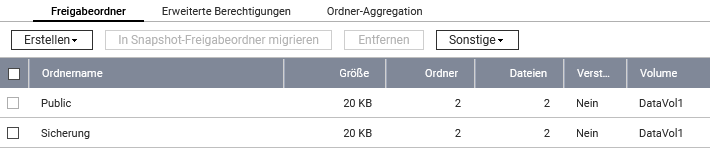 Freigabeordner Erweiterte Berechtigungen Ordner-Aggregation
Erstellen In Snapshot-Freigabeordner migrieren Entfernen Sonstige
Ordnername Größe Ordner Dateien Verst... Volume
Public 20 KB 2 2 Nein DataVol1
Sicherung 20 KB 2 2 Nein DataVol1